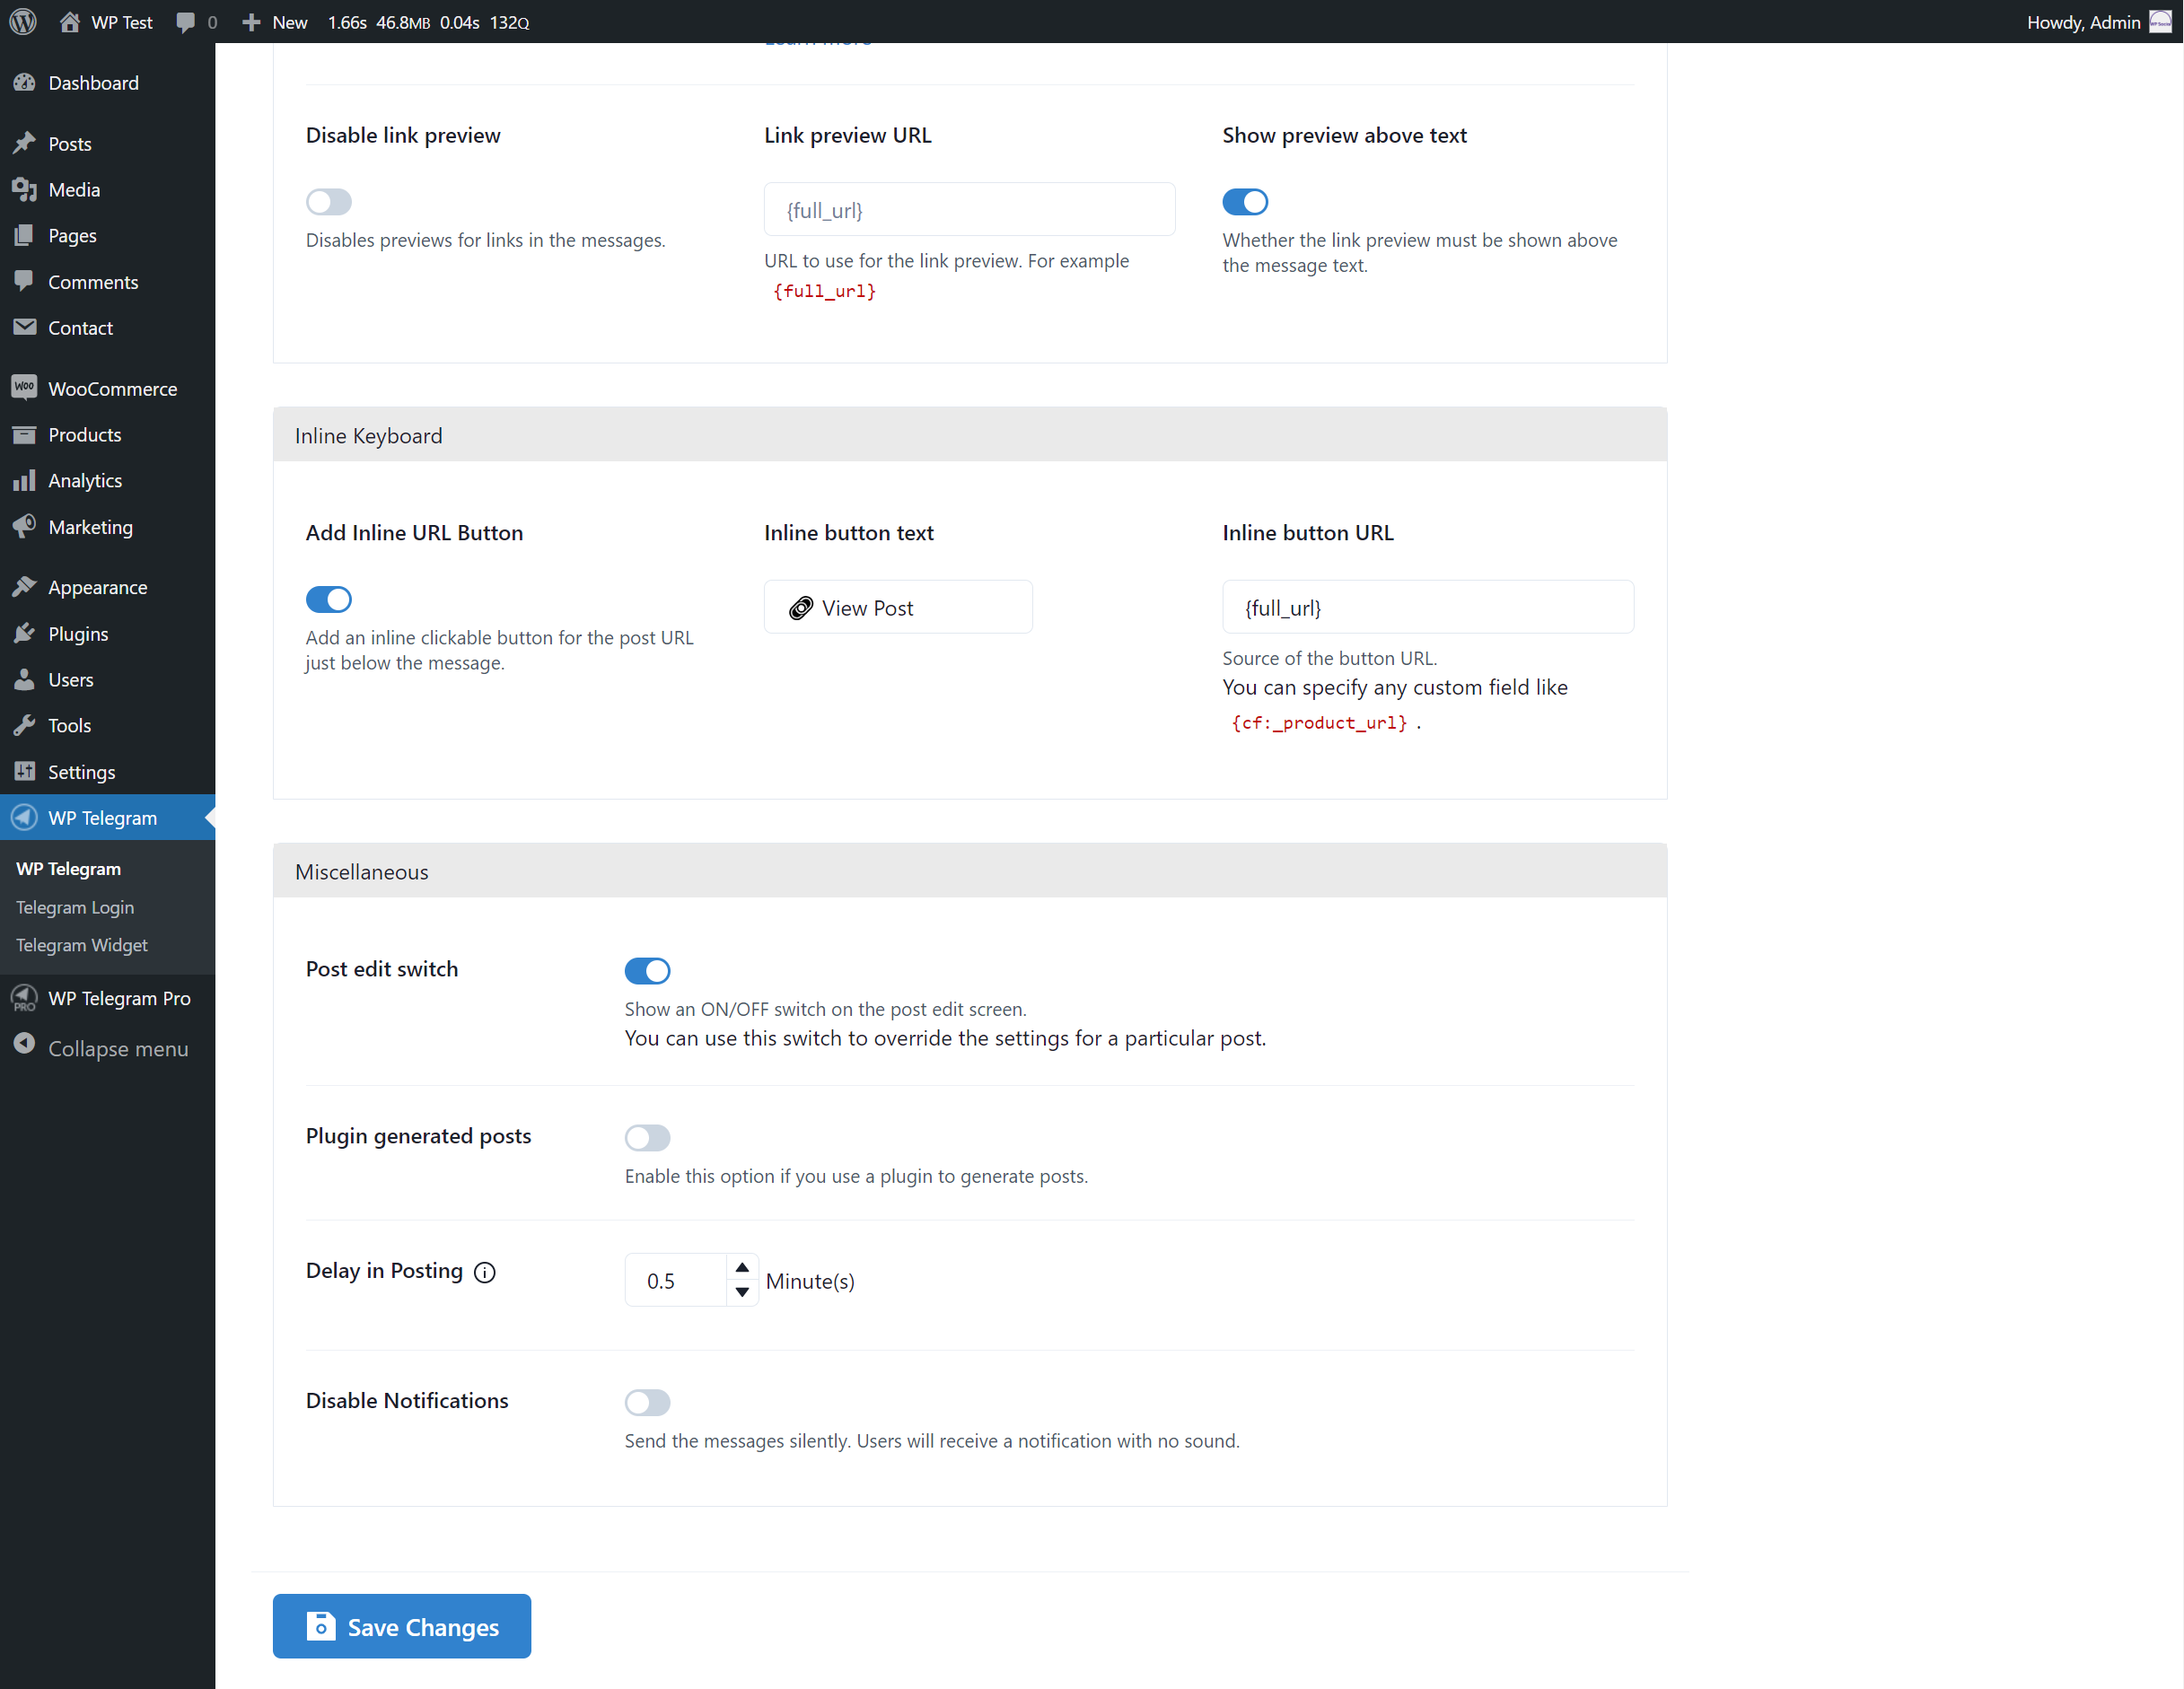 WP Test
0
New
1.66s 46.8MB 0.04s 132Q
Howdy, Admin
Dashboard
Posts
Media
Pages
Comments
Contact
WooCommerce
Products
Analytics
Marketing
Appearance
Plugins
Users
Tools
Settings
WP Telegram
WP Telegram
Telegram Login
Telegram Widget
WP Telegram Pro
Collapse menu
Learn more
Disable link preview
Disables previews for links in the messages.
Link preview URL
{full_url}
URL to use for the link preview. For example
{full_url}
Show preview above text
Whether the link preview must be shown above
the message text.
Inline Keyboard
Add Inline URL Button
Add an inline clickable button for the post URL
just below the message.
Inline button text
View Post
Inline button URL
{full_url}
Source of the button URL.
You can specify any custom field like
{cf:_product_url} .
Miscellaneous
Post edit switch
Show an ON/OFF switch on the post edit screen.
You can use this switch to override the settings for a particular post.
Plugin generated posts
Enable this option if you use a plugin to generate posts.
Delay in Posting
0.5
Minute(s)
Disable Notifications
Send the messages silently. Users will receive a notification with no sound.
Save Changes